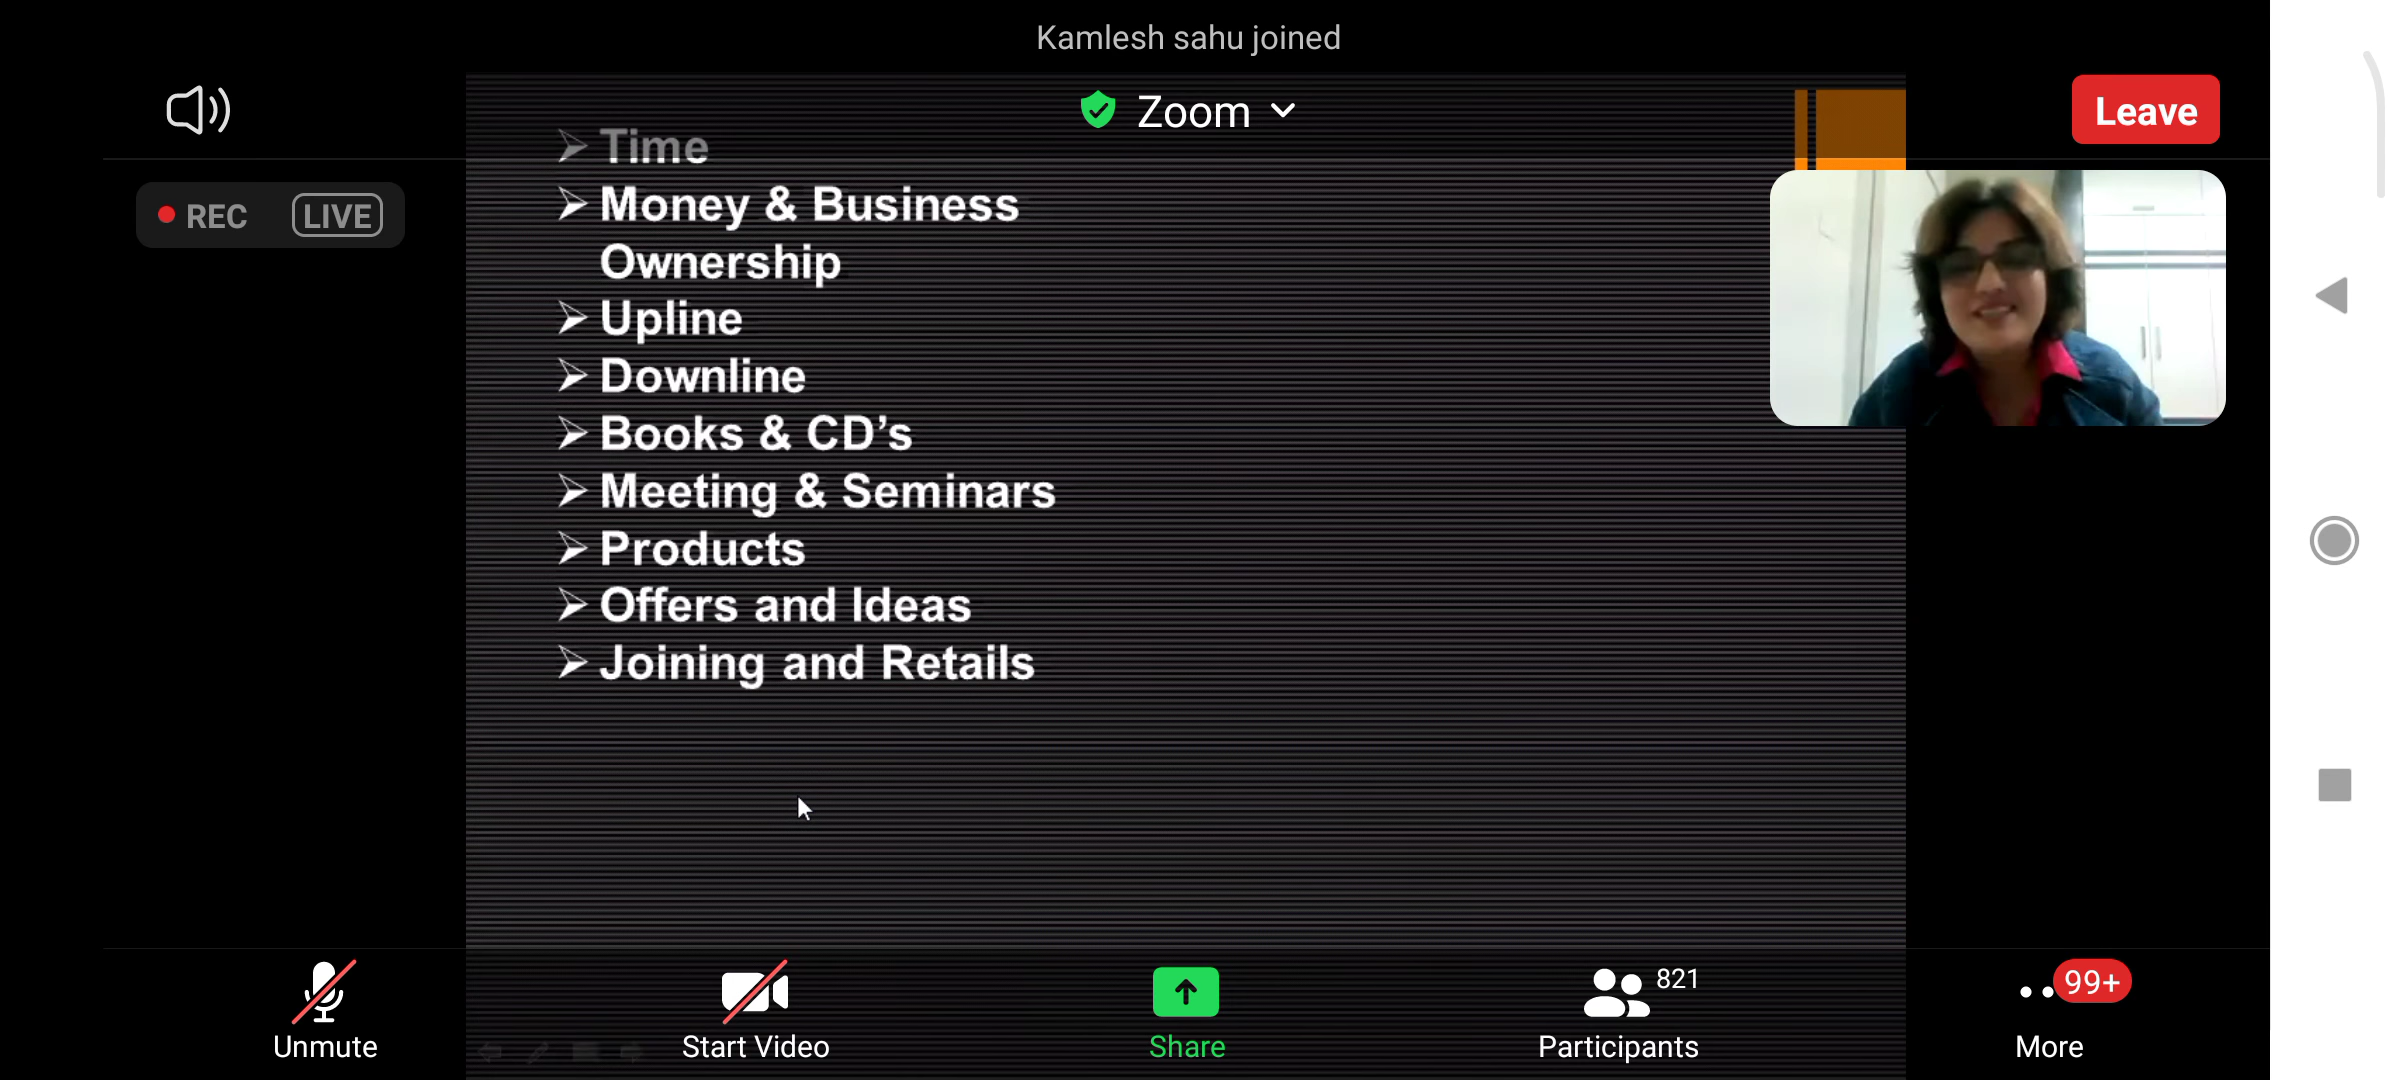 Kamlesh sahu joined
Zoom
Leave
REC LIVE
➢ Time
➢ Money & Business
Ownership
➢ Upline
➢ Downline
➢ Books & CD’s
➢ Meeting & Seminars
➢ Products
➢ Offers and Ideas
➢ Joining and Retails
821
99+
Unmute
Start Video
Share
Participants
More